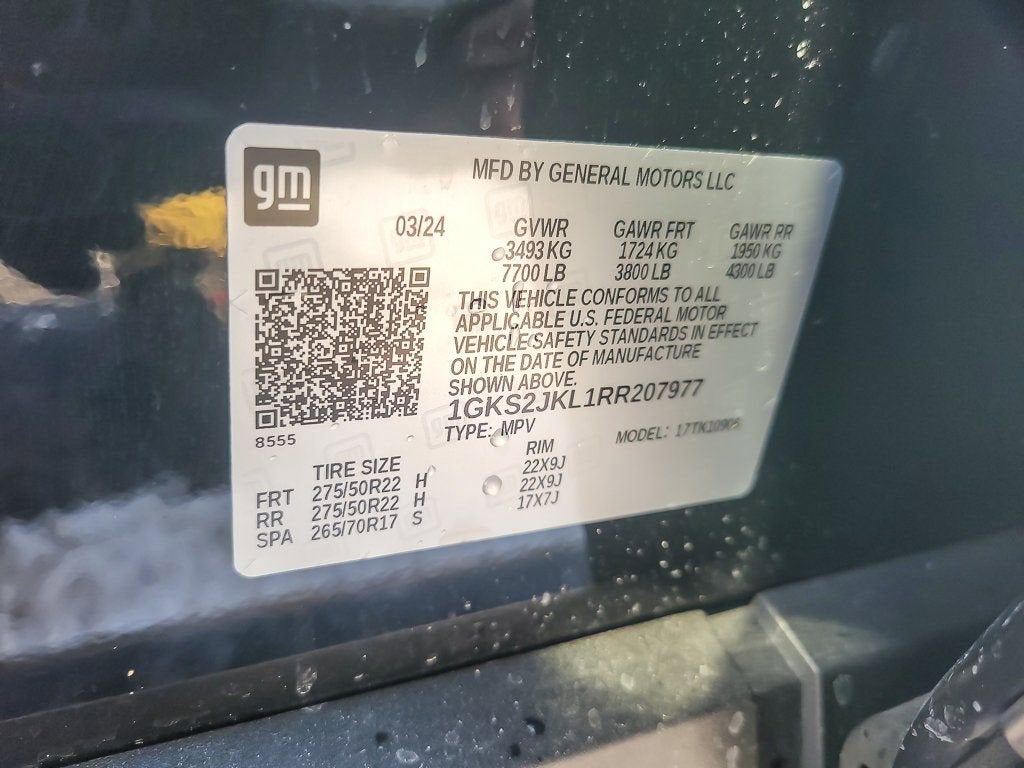 gm
MFD BY GENERAL MOTORS LLC
03/24 GVWR GAWR FRT GAWR RR
3493 KG 1724 KG 1950 KG
7700 LB 3800 LB 4300 LB
THIS VEHICLE CONFORMS TO ALL
APPLICABLE U.S. FEDERAL MOTOR
VEHICLE SAFETY STANDARDS IN EFFECT
ON THE DATE OF MANUFACTURE
SHOWN ABOVE.
1GKS2JKL1RR207977
8555
TYPE: MPV MODEL: 17TK10905
TIRE SIZE RIM
FRT 275/50R22 H 22X9J
RR 275/50R22 H 22X9J
SPA 265/70R17 S 17X7J